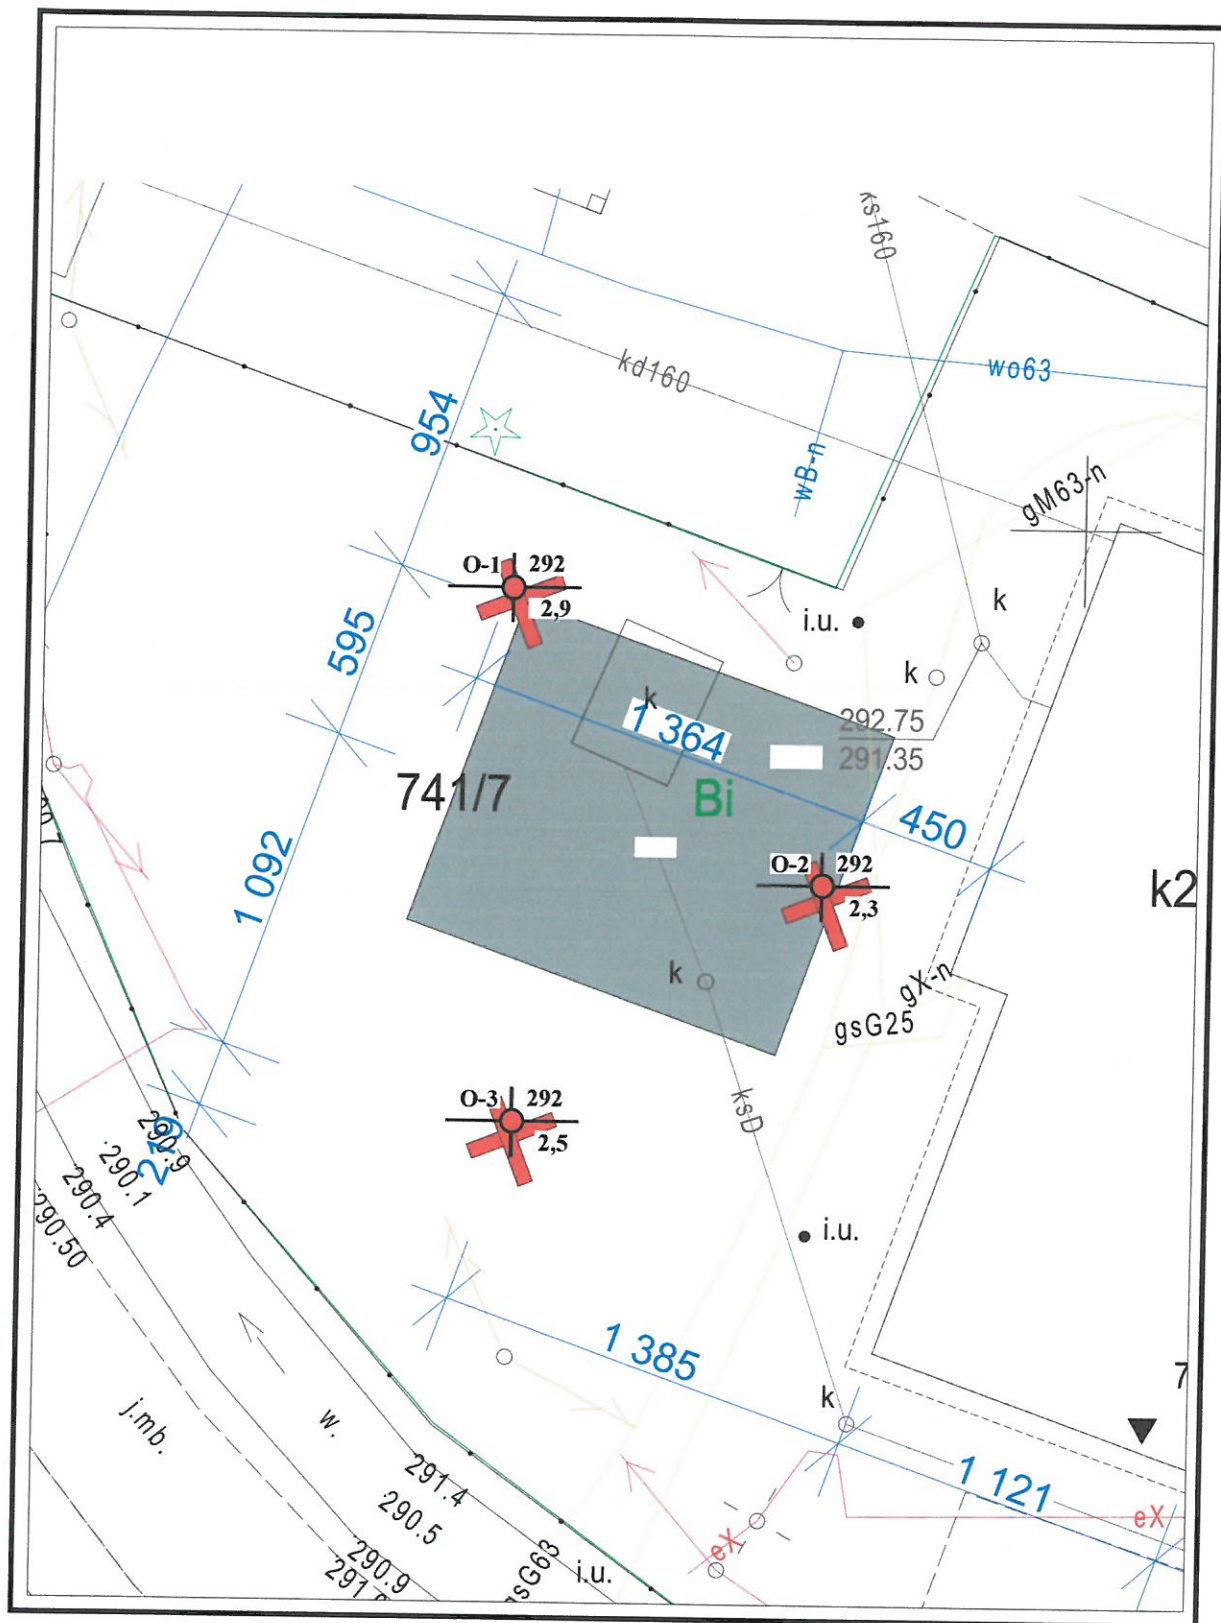 ks160
kd160
wo63
954
wB-n
gM63-n
O-1 292
2,9
k
i.u.
595
k
k
1 364
292.75
291.35
741/7
Bi
450
1 092
O-2 292
2,3
k2
k
gX-n
gsG25
O-3 292
2,5
ksD
219
290.9
290.1
290.4
290.50
i.u.
1 385
7
k
j.mb.
w.
291.4
1 121
290.5
eX
eX
gsG63
290.9
i.u.